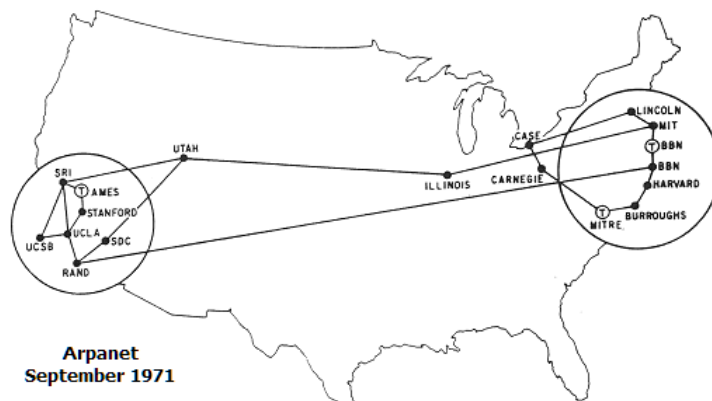 LINCOLN
CASE
MIT
UTAH
T BBN
SRI
BBN
T AMES
ILLINOIS
CARNEGIE
HARVARD
STANFORD
BURROUGHS
UCLA
SDC
T
MITRE
UCSB
RAND
Arpanet
September 1971